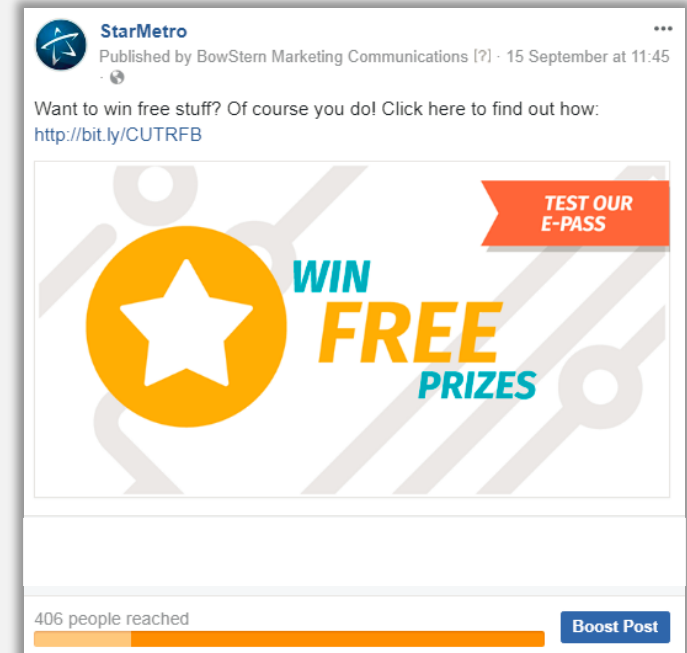 StarMetro
Published by BowStern Marketing Communications [?] · 15 September at 11:45
·
Want to win free stuff? Of course you do! Click here to find out how:
http://bit.ly/CUTRFB
TEST OUR
E-PASS
WIN
FREE
PRIZES
406 people reached
Boost Post